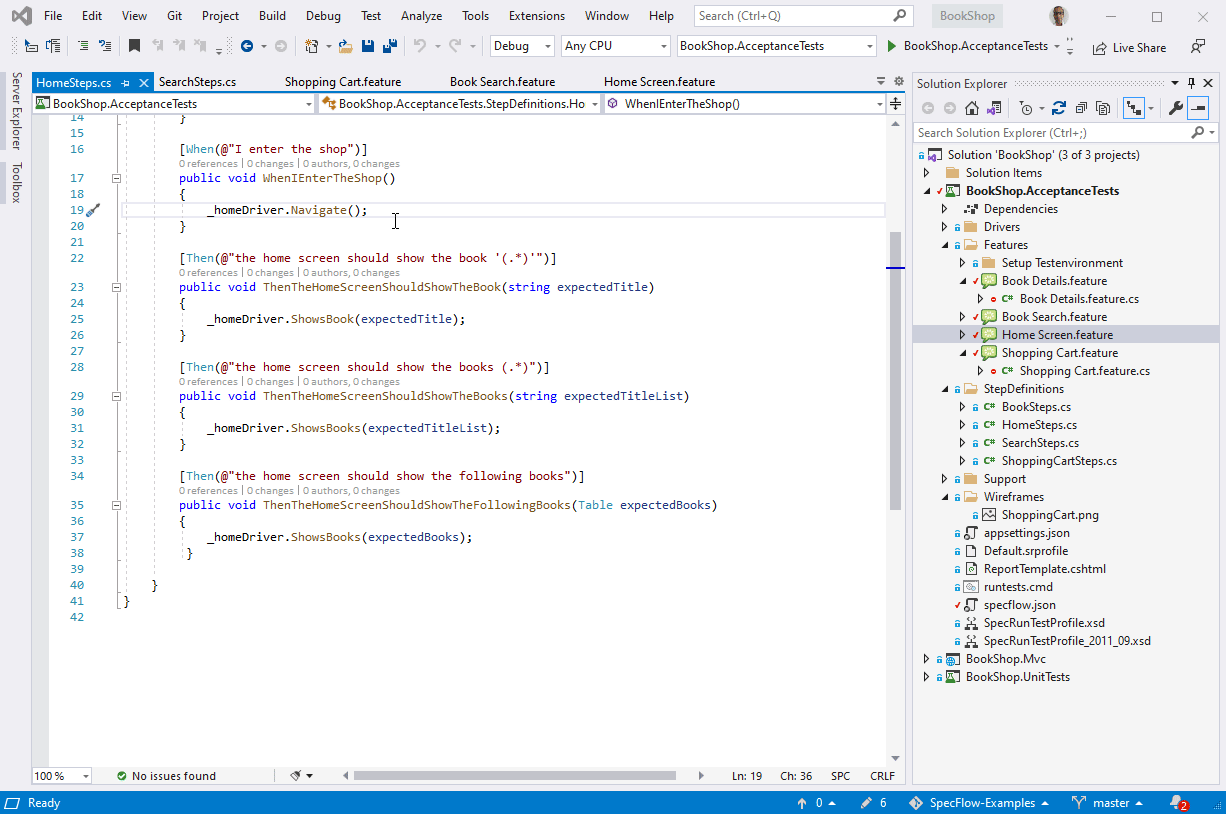 File Edit View Git Project Build Debug Test Analyze Tools Extensions Window Help Search (Ctrl+Q) BookShop
Debug Any CPU BookShop.AcceptanceTests BookShop.AcceptanceTests Live Share
Server Explorer
Toolbox
HomeSteps.cs SearchSteps.cs Shopping Cart.feature Book Search.feature Home Screen.feature
BookShop.AcceptanceTests BookShop.AcceptanceTests.StepDefinitions.Ho WhenIEnterTheShop()
14 }
15
16 [When(@"I enter the shop")]
0 references | 0 changes | 0 authors, 0 changes
17 public void WhenIEnterTheShop()
18 {
19 _homeDriver.Navigate();
20 }
21
22 [Then(@"the home screen should show the book '(.*)'")]
0 references | 0 changes | 0 authors, 0 changes
23 public void ThenTheHomeScreenShouldShowTheBook(string expectedTitle)
24 {
25 _homeDriver.ShowsBook(expectedTitle);
26 }
27
28 [Then(@"the home screen should show the books (.*)")]
0 references | 0 changes | 0 authors, 0 changes
29 public void ThenTheHomeScreenShouldShowTheBooks(string expectedTitleList)
30 {
31 _homeDriver.ShowsBooks(expectedTitleList);
32 }
33
34 [Then(@"the home screen should show the following books")]
0 references | 0 changes | 0 authors, 0 changes
35 public void ThenTheHomeScreenShouldShowTheFollowingBooks(Table expectedBooks)
36 {
37 _homeDriver.ShowsBooks(expectedBooks);
38 }
39
40 }
41 }
42
100 % No issues found Ln: 19 Ch: 36 SPC CRLF
Solution Explorer
Search Solution Explorer (Ctrl+;)
Solution 'BookShop' (3 of 3 projects)
Solution Items
BookShop.AcceptanceTests
Dependencies
Drivers
Features
Setup Testenvironment
Book Details.feature
C# Book Details.feature.cs
Book Search.feature
Home Screen.feature
Shopping Cart.feature
C# Shopping Cart.feature.cs
StepDefinitions
C# BookSteps.cs
C# HomeSteps.cs
C# SearchSteps.cs
C# ShoppingCartSteps.cs
Support
Wireframes
ShoppingCart.png
appsettings.json
Default.srprofile
ReportTemplate.cshtml
runtests.cmd
specflow.json
SpecRunTestProfile.xsd
SpecRunTestProfile_2011_09.xsd
BookShop.Mvc
BookShop.UnitTests
Ready 0 6 SpecFlow-Examples master 2